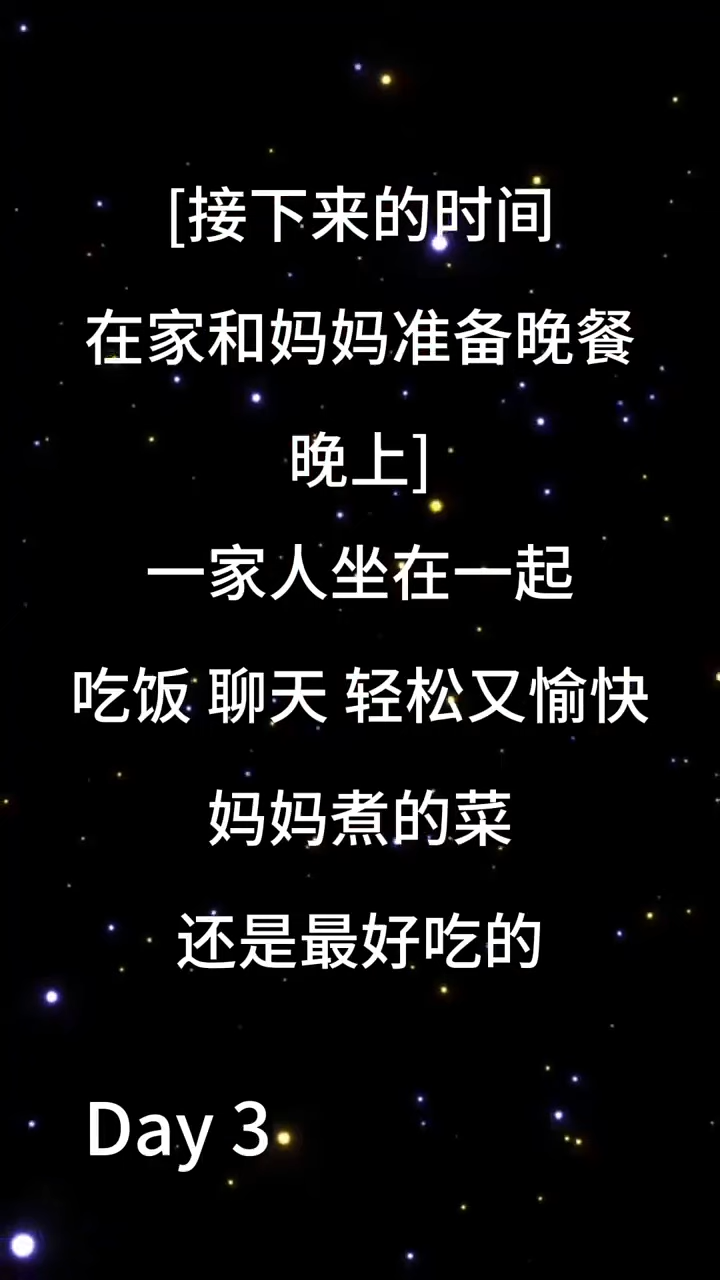 [接下来的时间
在家和妈妈准备晚餐
晚上]
一家人坐在一起
吃饭 聊天 轻松又愉快
妈妈煮的菜
还是最好吃的
Day 3